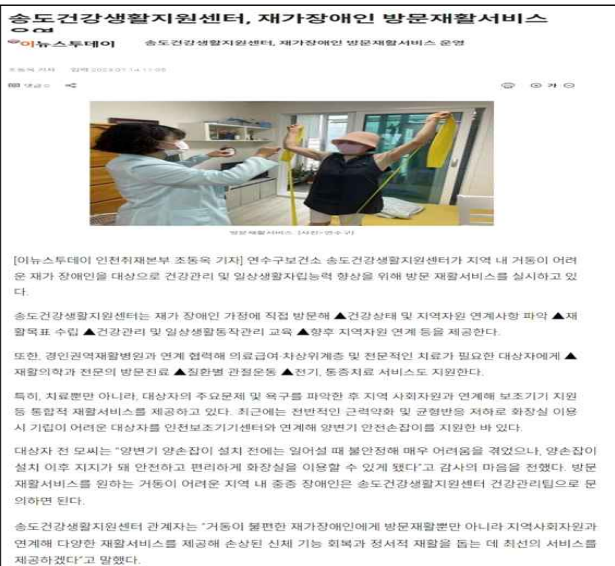 송도건강생활지원센터, 재가장애인 방문재활서비스
이뉴스투데이 송도건강생활지원센터, 재가장애인 방문재활서비스 운영
조동옥 기자 입력
댓글 가
방문재활서비스. [사진=연수구]
[이뉴스투데이 인천취재본부 조동옥 기자] 연수구보건소 송도건강생활지원센터가 지역 내 거동이 어려
운 재가 장애인을 대상으로 건강관리 및 일상생활자립능력 향상을 위해 방문 재활서비스를 실시하고 있
다.
송도건강생활지원센터는 재가 장애인 가정에 직접 방문해 ▲건강상태 및 지역자원 연계사항 파악 ▲재
활목표 수립 ▲건강관리 및 일상생활동작관리 교육 ▲향후 지역자원 연계 등을 제공한다.
또한, 경인권역재활병원과 연계 협력해 의료급여·차상위계층 및 전문적인 치료가 필요한 대상자에게 ▲
재활의학과 전문의 방문진료 ▲질환별 관절운동 ▲전기, 통증치료 서비스도 지원한다.
특히, 치료뿐만 아니라, 대상자의 주요문제 및 욕구를 파악한 후 지역 사회자원과 연계해 보조기기 지원
등 통합적 재활서비스를 제공하고 있다. 최근에는 전반적인 근력약화 및 균형반응 저하로 화장실 이용
시 기립이 어려운 대상자를 인천보조기기센터와 연계해 양변기 안전손잡이를 지원한 바 있다.
대상자 전 모씨는 "양변기 양손잡이 설치 전에는 일어설 때 불안정해 매우 어려움을 겪었으나, 양손잡이
설치 이후 지지가 돼 안전하고 편리하게 화장실을 이용할 수 있게 됐다"고 감사의 마음을 전했다. 방문
재활서비스를 원하는 거동이 어려운 지역 내 중증 장애인은 송도건강생활지원센터 건강관리팀으로 문
의하면 된다.
송도건강생활지원센터 관계자는 "거동이 불편한 재가장애인에게 방문재활뿐만 아니라 지역사회자원과
연계해 다양한 재활서비스를 제공해 손상된 신체 기능 회복과 정서적 재활을 돕는 데 최선의 서비스를
제공하겠다"고 말했다.